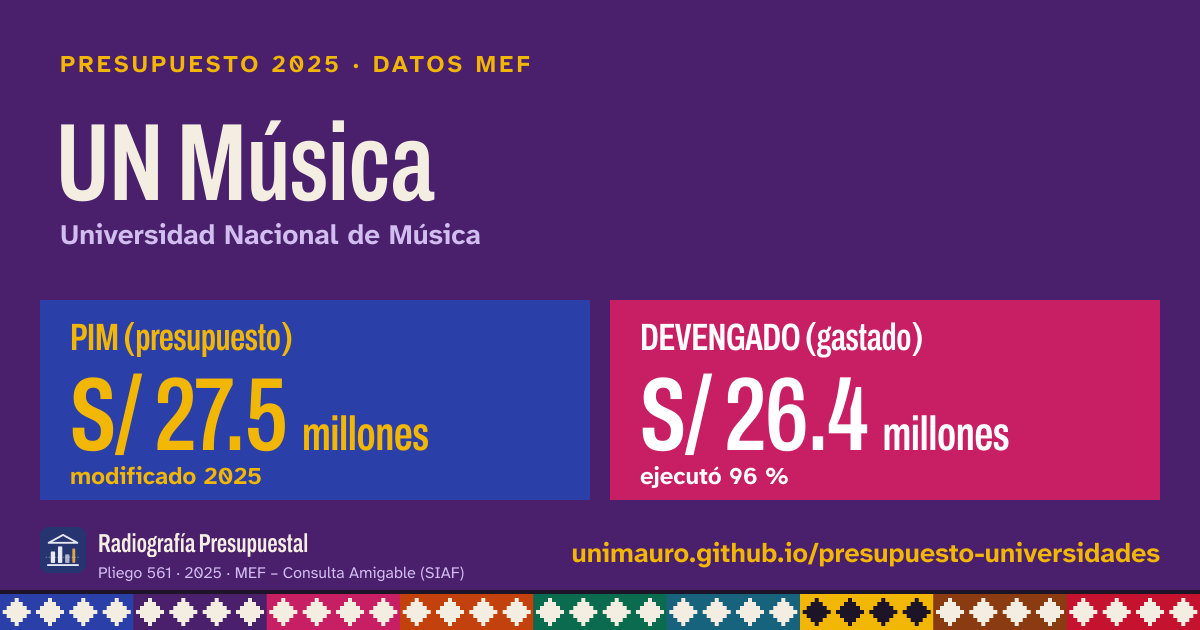 PRESUPUESTO 2025 · DATOS MEF
UN Música
Universidad Nacional de Música
PIM (presupuesto)
S/ 27.5 millones
modificado 2025
DEVENGADO (gastado)
S/ 26.4 millones
ejecutó 96 %
Radiografía Presupuestal
Pliego 561 · 2025 · MEF – Consulta Amigable (SIAF)
unimauro.github.io/presupuesto-universidades